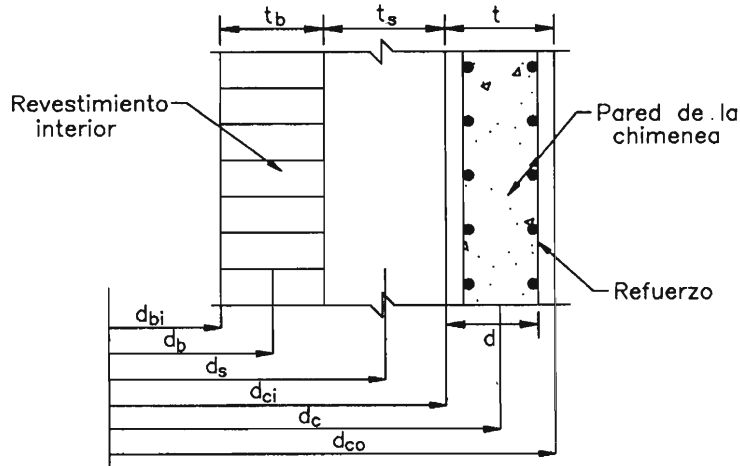 t_b
t_s
t
Revestimiento
interior
Pared de la
chimenea
Refuerzo
d
d_bi
d_b
d_s
d_ci
d_c
d_co